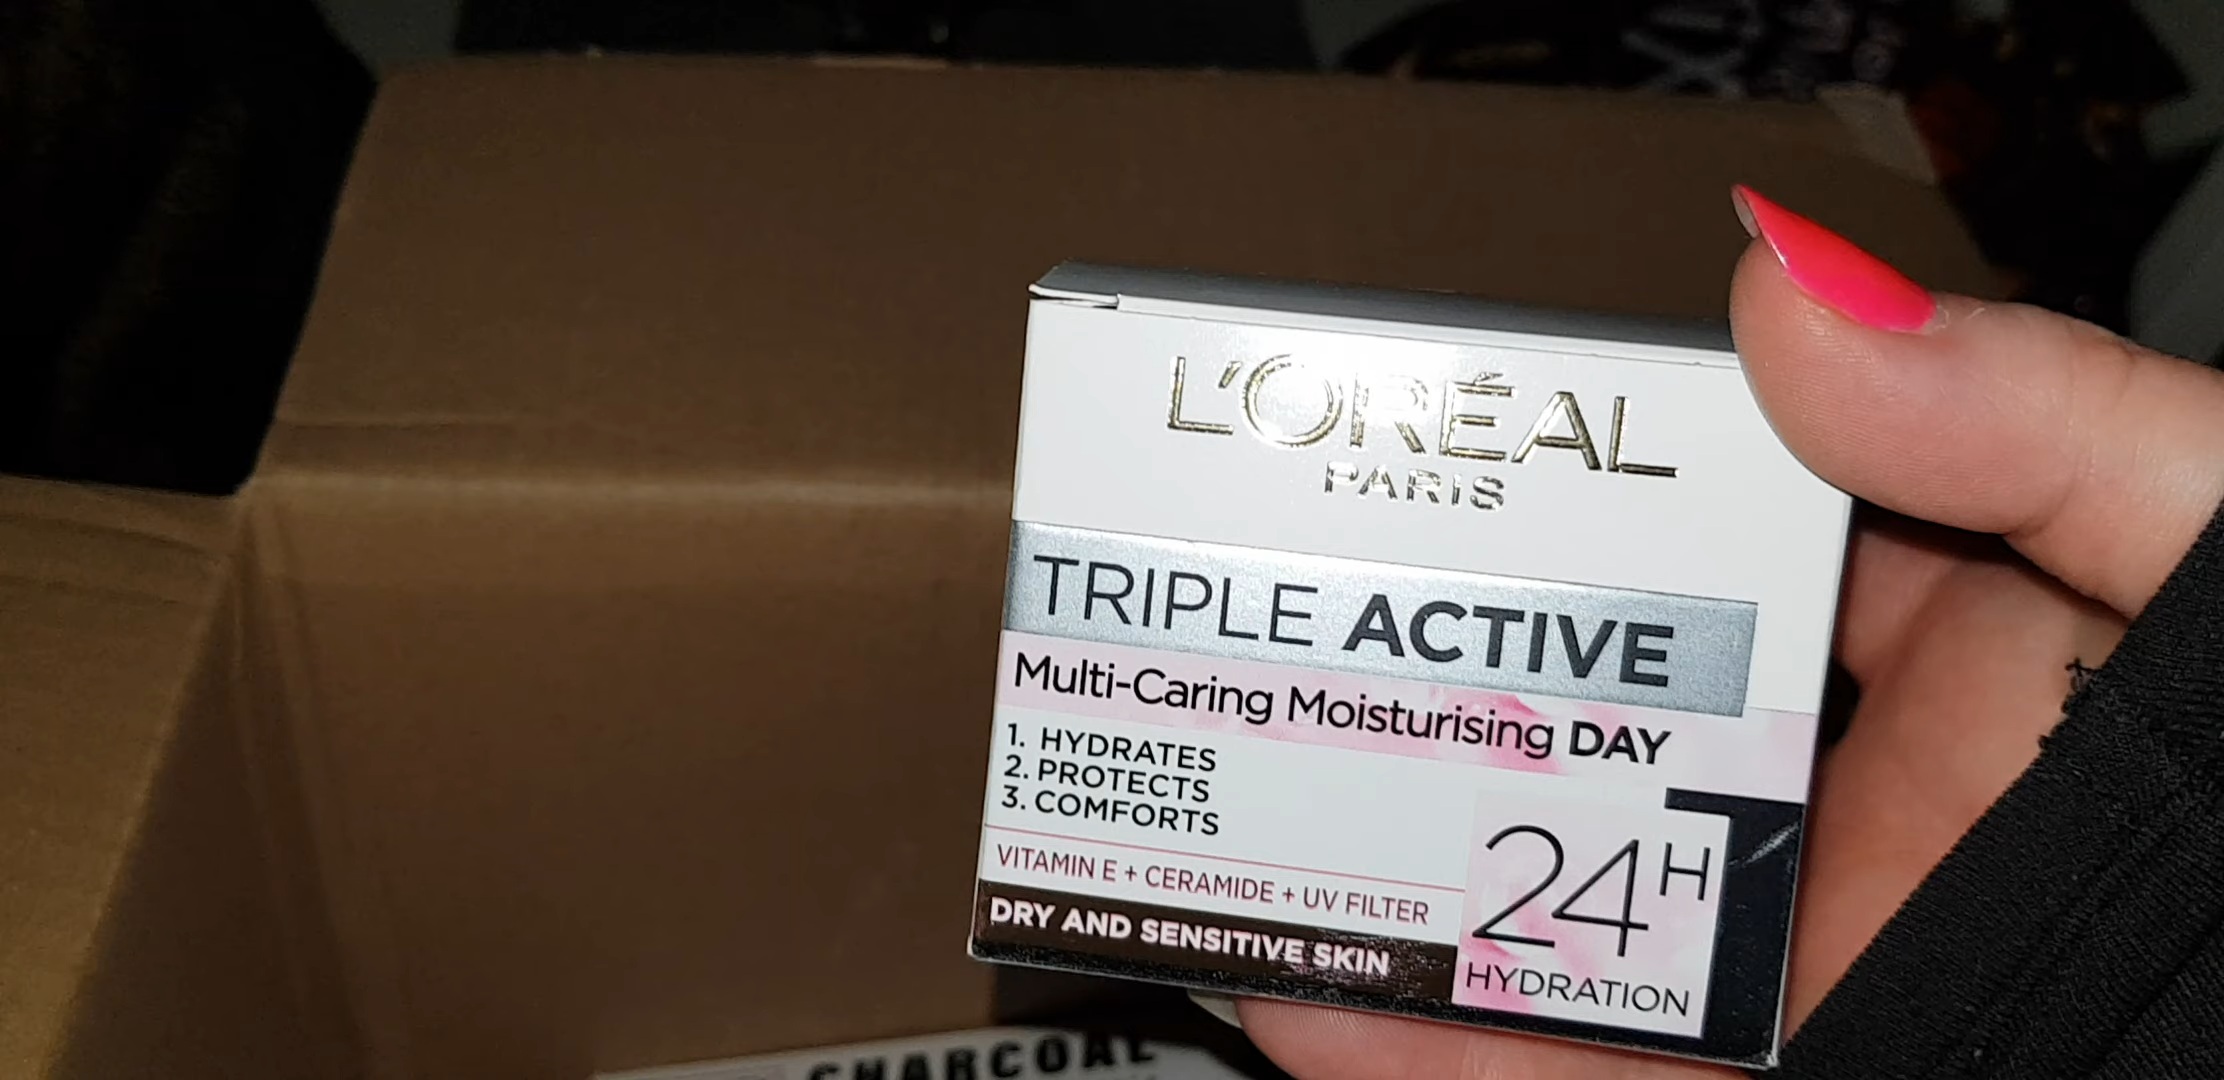 L'ORÉAL
PARIS
TRIPLE ACTIVE
Multi-Caring Moisturising DAY
1. HYDRATES
2. PROTECTS
3. COMFORTS
VITAMIN E + CERAMIDE + UV FILTER
DRY AND SENSITIVE SKIN
24H
HYDRATION
CHARCOAL